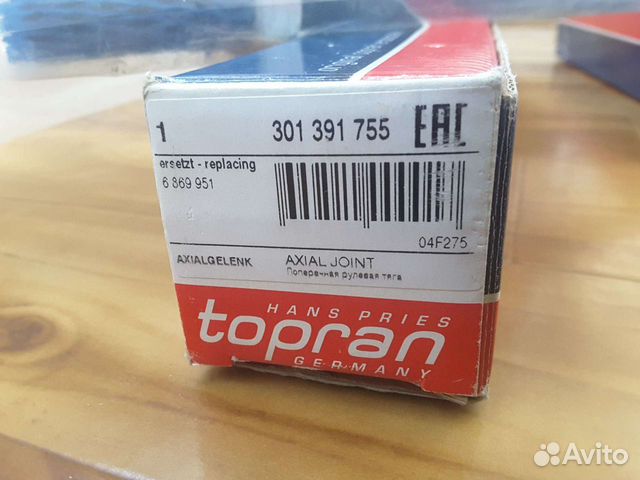 1
301 391 755
EAC
ersetzt - replacing
6 869 951
04F275
AXIALGELENK
AXIAL JOINT
Поперечная рулевая тяга
HANS PRIES
topran
GERMANY
Avito